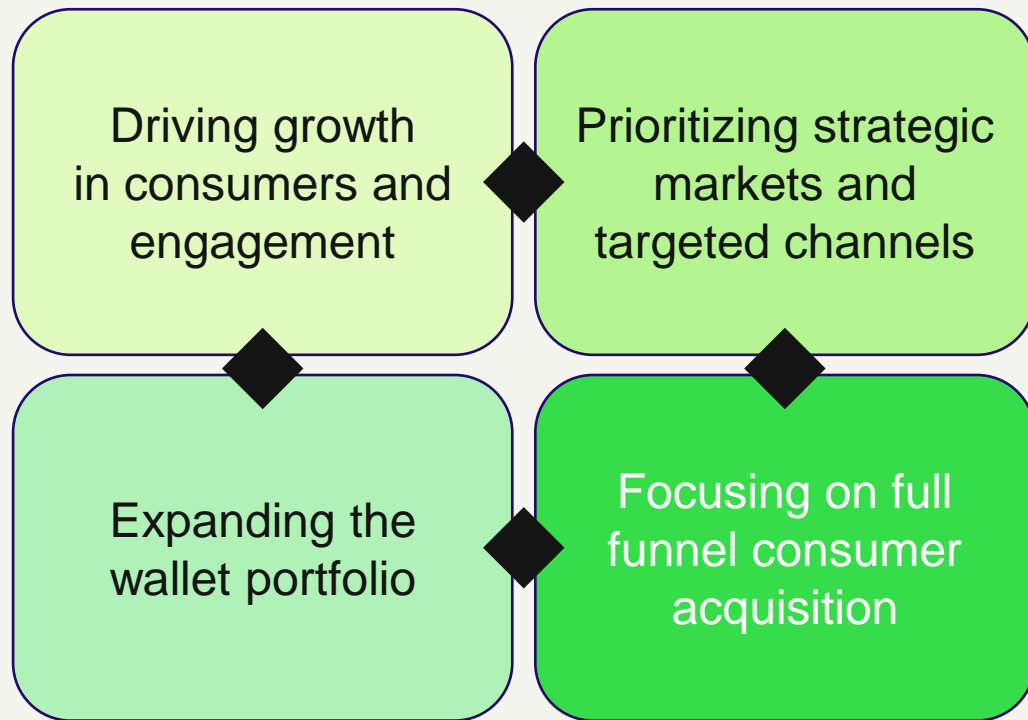 Driving growth
in consumers and
engagement
Prioritizing strategic
markets and
targeted channels
Expanding the
wallet portfolio
Focusing on full
funnel consumer
acquisition